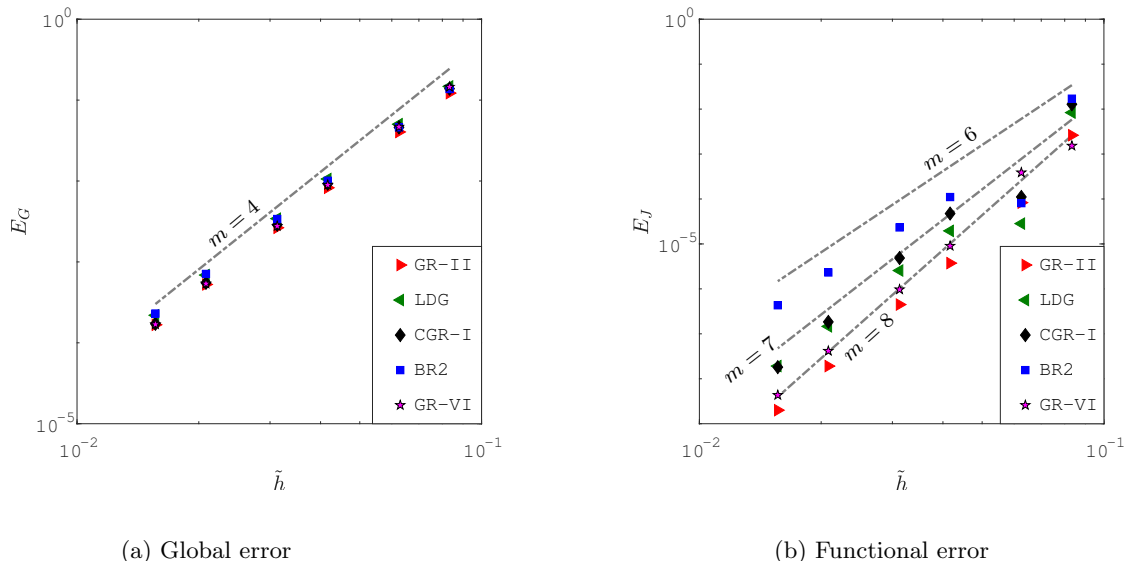 10^0
E_G
m = 4
GR-II
LDG
CGR-I
BR2
GR-VI
10^-5
10^-2
10^-1
h̃
(a) Global error
10^0
E_J
m = 6
10^-5
m = 7
m = 8
GR-II
LDG
CGR-I
BR2
GR-VI
10^-2
10^-1
h̃
(b) Functional error